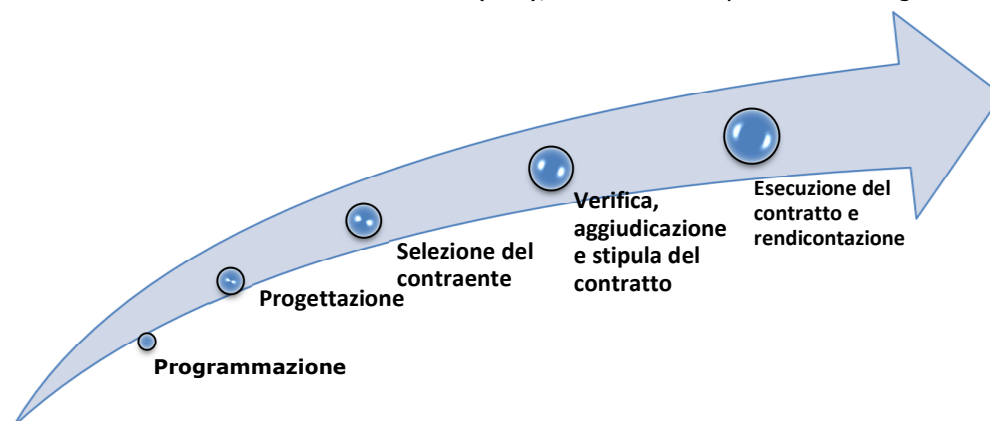 Programmazione
Progettazione
Selezione del
contraente
Verifica,
aggiudicazione
e stipula del
contratto
Esecuzione del
contratto e
rendicontazione